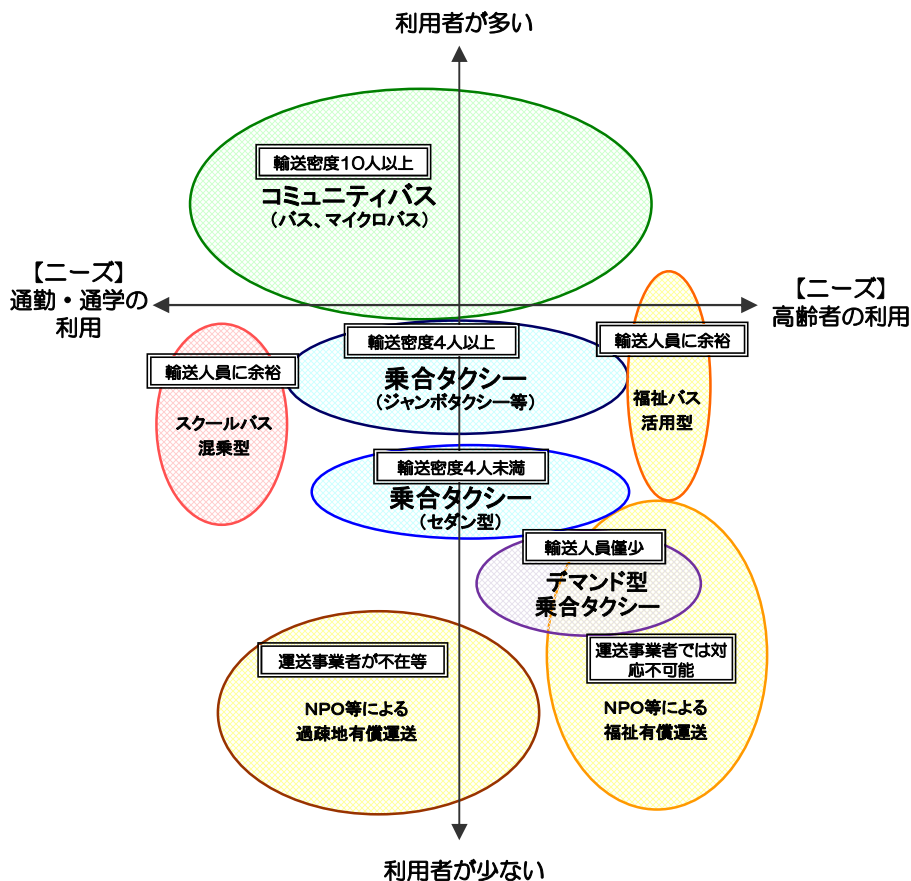 利用者が多い
輸送密度10人以上
コミュニティバス
（バス、マイクロバス）
【ニーズ】
通勤・通学の
利用
【ニーズ】
高齢者の利用
輸送密度4人以上
乗合タクシー
（ジャンボタクシー等）
輸送人員に余裕
福祉バス
活用型
輸送人員に余裕
スクールバス
混乗型
輸送密度4人未満
乗合タクシー
（セダン型）
輸送人員僅少
デマンド型
乗合タクシー
運送事業者が不在等
NPO等による
過疎地有償運送
運送事業者では対
応不可能
NPO等による
福祉有償運送
利用者が少ない